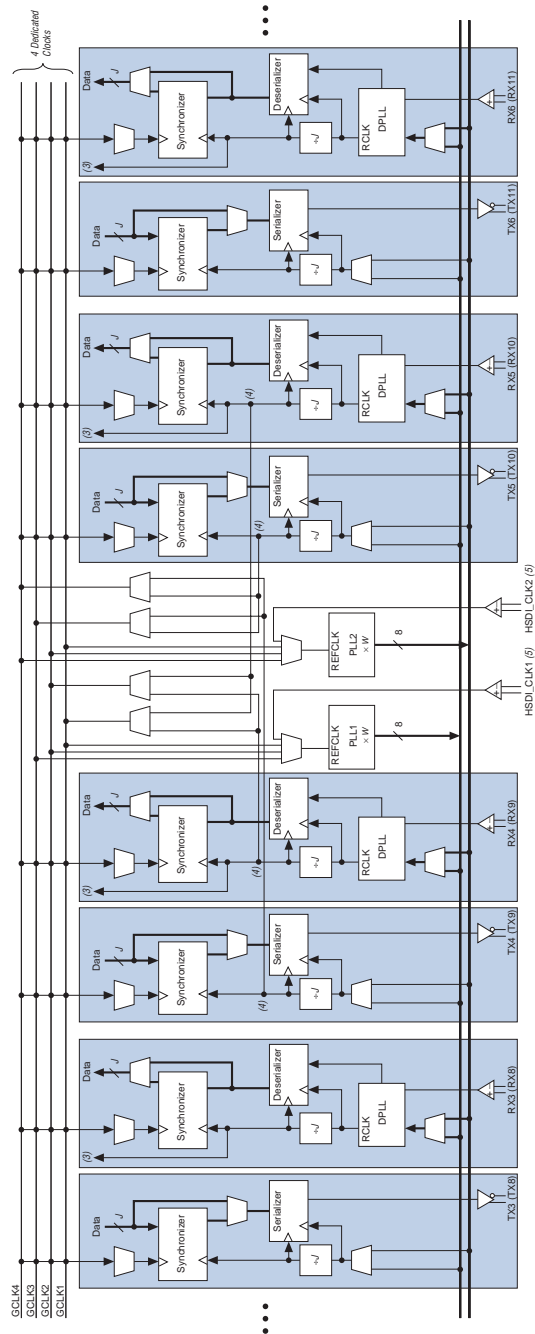 4 Dedicated
Clocks
GCLK4
GCLK3
GCLK2
GCLK1
• • •
Data
J
Synchronizer
Serializer
÷J
TX3 (TX8)
(3)
Data
J
Synchronizer
Deserializer
÷J
RCLK
DPLL
RX3 (RX8)
+
-
Data
J
Synchronizer
(4)
Serializer
÷J
TX4 (TX9)
(3)
Data
J
Synchronizer
(4)
Deserializer
÷J
RCLK
DPLL
RX4 (RX9)
+
-
REFCLK
PLL1
× W
8
HSDI_CLK1 (5)
+
-
REFCLK
PLL2
× W
8
HSDI_CLK2 (5)
+
-
Data
J
Synchronizer
(4)
Serializer
÷J
TX5 (TX10)
(3)
Data
J
Synchronizer
(4)
Deserializer
÷J
RCLK
DPLL
RX5 (RX10)
+
-
Data
J
Synchronizer
Serializer
÷J
TX6 (TX11)
(3)
Data
J
Synchronizer
Deserializer
÷J
RCLK
DPLL
RX6 (RX11)
+
-
• • •